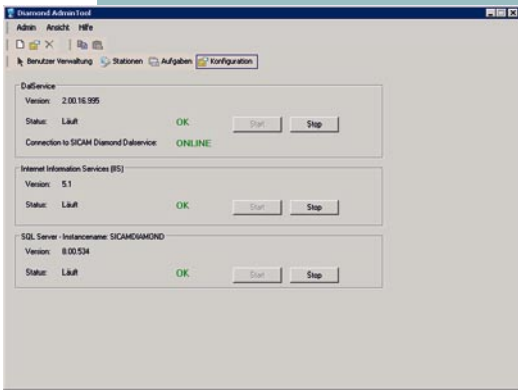 Diamond AdminTool
Admin Ansicht Hilfe
Benutzer Verwaltung Stationen Aufgaben Konfiguration
DalService
Version: 2.00.16.995
Status: Läuft OK Start Stop
Connection to SICAM Diamond Dalservice: ONLINE
Internet Information Services (IIS)
Version: 5.1
Status: Läuft OK Start Stop
SQL Server - Instancename: SICAMDIAMOND
Version: 8.00.534
Status: Läuft OK Start Stop